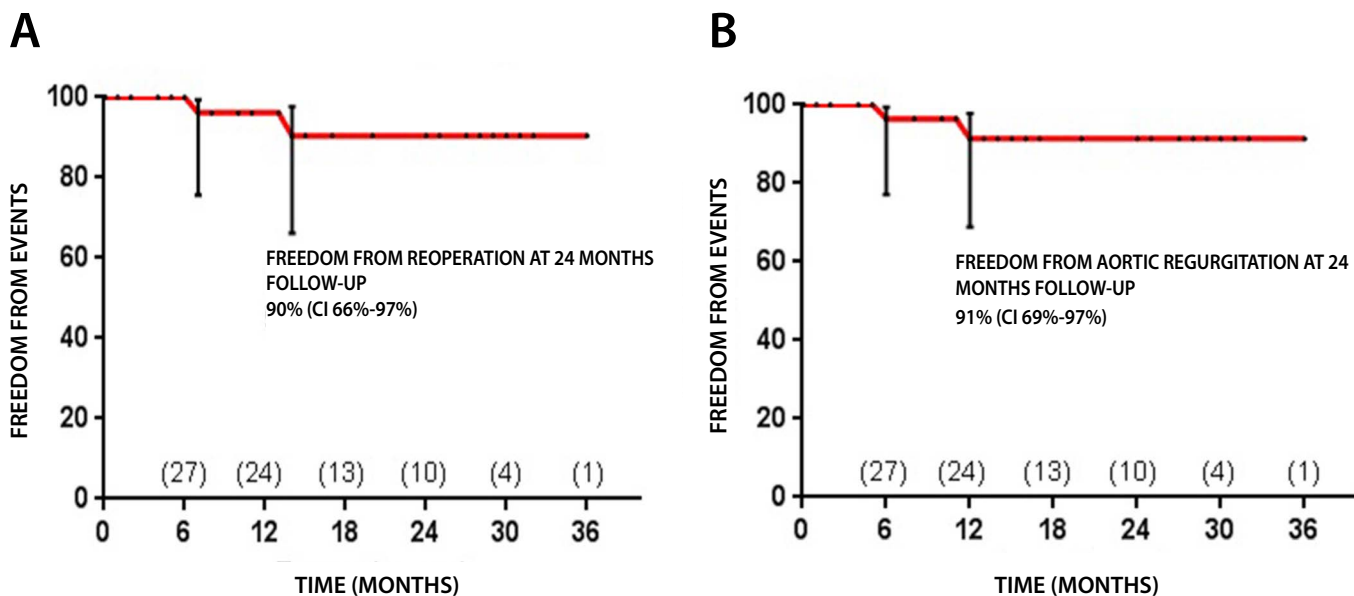 A
FREEDOM FROM EVENTS
100
80
60
40
20
0
FREEDOM FROM REOPERATION AT 24 MONTHS
FOLLOW-UP
90% (CI 66%-97%)
(27) (24) (13) (10) (4) (1)
0 6 12 18 24 30 36
TIME (MONTHS)
B
FREEDOM FROM EVENTS
100
80
60
40
20
0
FREEDOM FROM AORTIC REGURGITATION AT 24
MONTHS FOLLOW-UP
91% (CI 69%-97%)
(27) (24) (13) (10) (4) (1)
0 6 12 18 24 30 36
TIME (MONTHS)